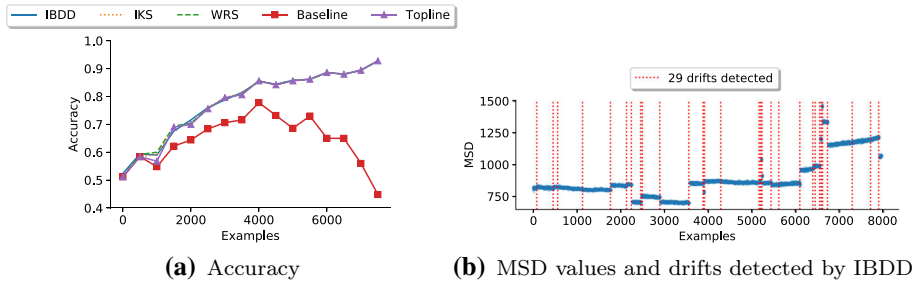 IBDD IKS WRS Baseline Topline
1.0
0.9
0.8
0.7
0.6
0.5
0.4
Accuracy
0 2000 4000 6000
Examples
(a) Accuracy
29 drifts detected
1500
1250
1000
750
MSD
0 1000 2000 3000 4000 5000 6000 7000 8000
Examples
(b) MSD values and drifts detected by IBDD